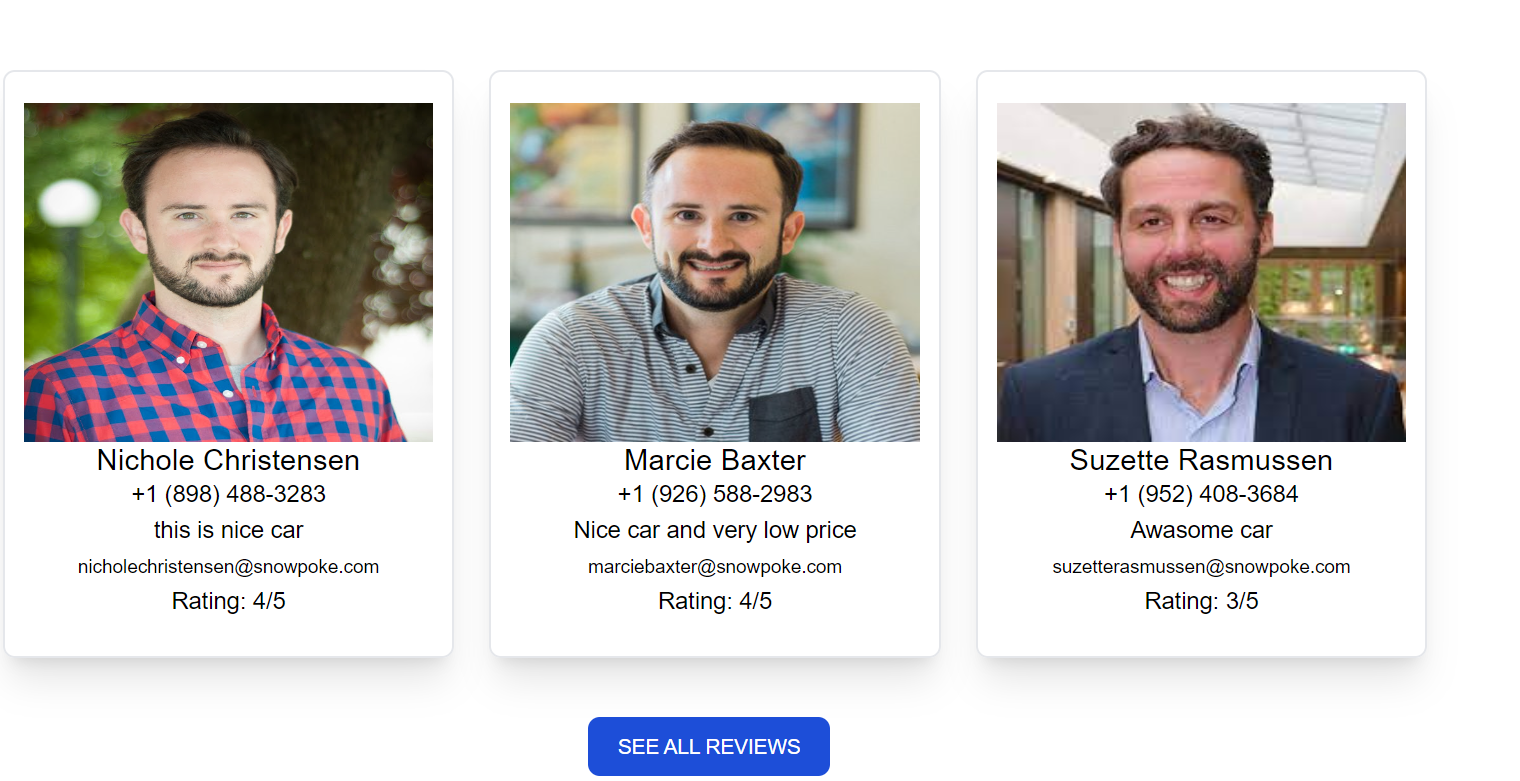 Nichole Christensen
+1 (898) 488-3283
this is nice car
nicholechristensen@snowpoke.com
Rating: 4/5
Marcie Baxter
+1 (926) 588-2983
Nice car and very low price
marciebaxter@snowpoke.com
Rating: 4/5
Suzette Rasmussen
+1 (952) 408-3684
Awasome car
suzetterasmussen@snowpoke.com
Rating: 3/5
SEE ALL REVIEWS